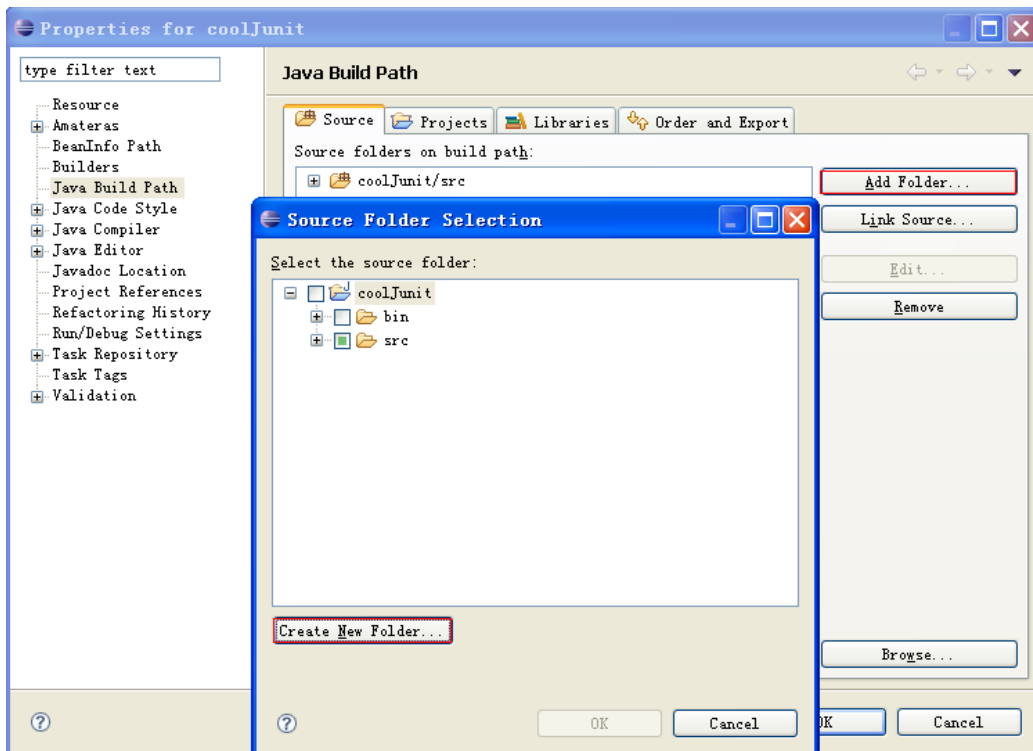 Properties for coolJunit
type filter text
Java Build Path
Resource
Amateras
BeanInfo Path
Builders
Java Build Path
Java Code Style
Java Compiler
Java Editor
Javadoc Location
Project References
Refactoring History
Run/Debug Settings
Task Repository
Task Tags
Validation
Source Projects Libraries Order and Export
Source folders on build path:
coolJunit/src
Add Folder...
Link Source...
Edit...
Remove
Browse...
Source Folder Selection
Select the source folder:
coolJunit
bin
src
Create New Folder...
OK Cancel
Cancel